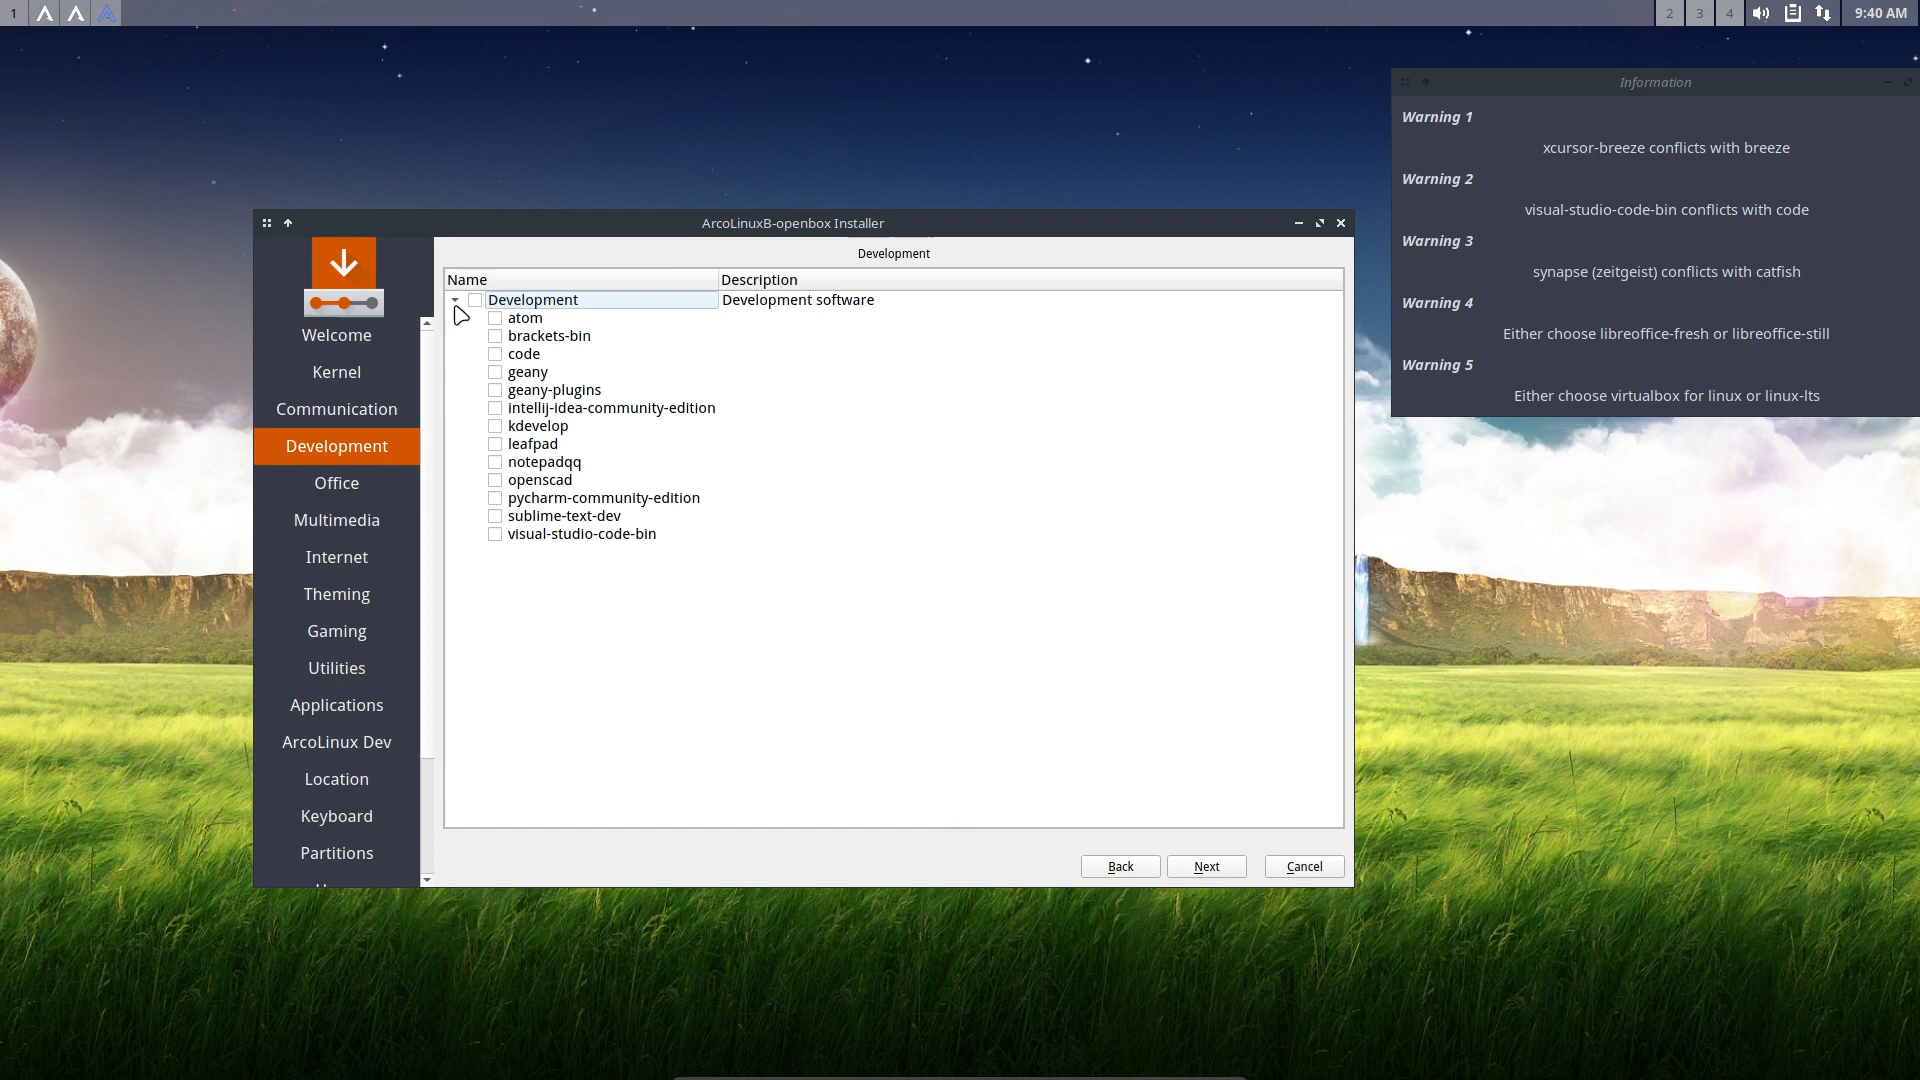 1
2
3
4
9:40 AM
Information
Warning 1
xcursor-breeze conflicts with breeze
Warning 2
visual-studio-code-bin conflicts with code
Warning 3
synapse (zeitgeist) conflicts with catfish
Warning 4
Either choose libreoffice-fresh or libreoffice-still
Warning 5
Either choose virtualbox for linux or linux-lts
ArcoLinuxB-openbox Installer
Welcome
Kernel
Communication
Development
Office
Multimedia
Internet
Theming
Gaming
Utilities
Applications
ArcoLinux Dev
Location
Keyboard
Partitions
Development
Name Description
Development Development software
atom
brackets-bin
code
geany
geany-plugins
intellij-idea-community-edition
kdevelop
leafpad
notepadqq
openscad
pycharm-community-edition
sublime-text-dev
visual-studio-code-bin
Back Next Cancel